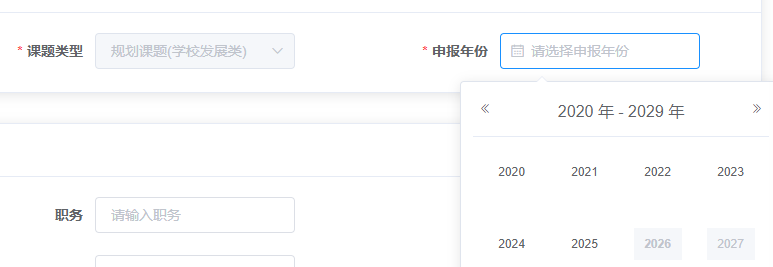 * 课题类型 规划课题(学校发展类) * 申报年份 请选择申报年份
« 2020 年 - 2029 年 »
2020 2021 2022 2023
职务 请输入职务
2024 2025 2026 2027